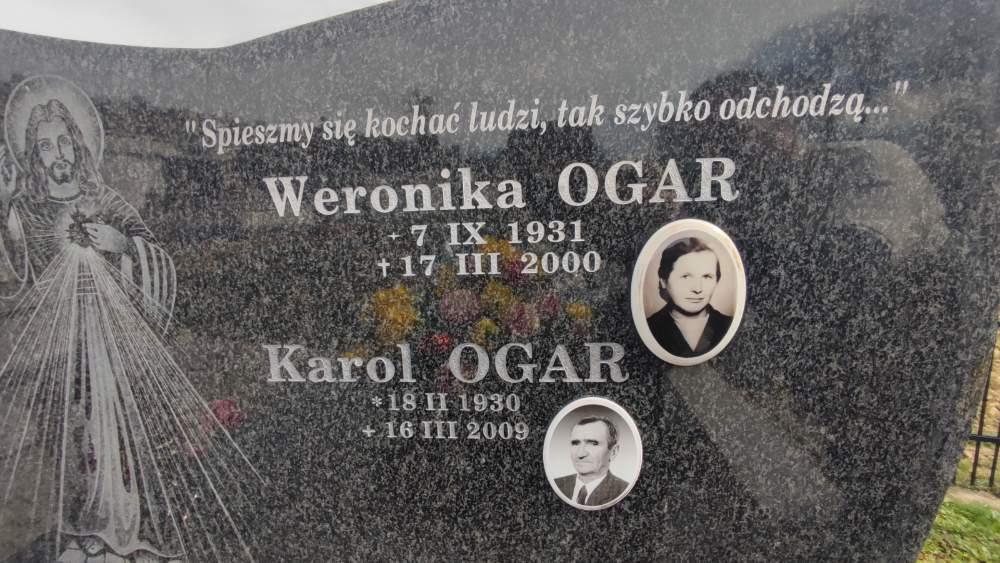 "Spieszmy się kochać ludzi, tak szybko odchodzą..."
Weronika OGAR
+ 7 IX 1931
† 17 III 2000
Karol OGAR
* 18 II 1930
+ 16 III 2009